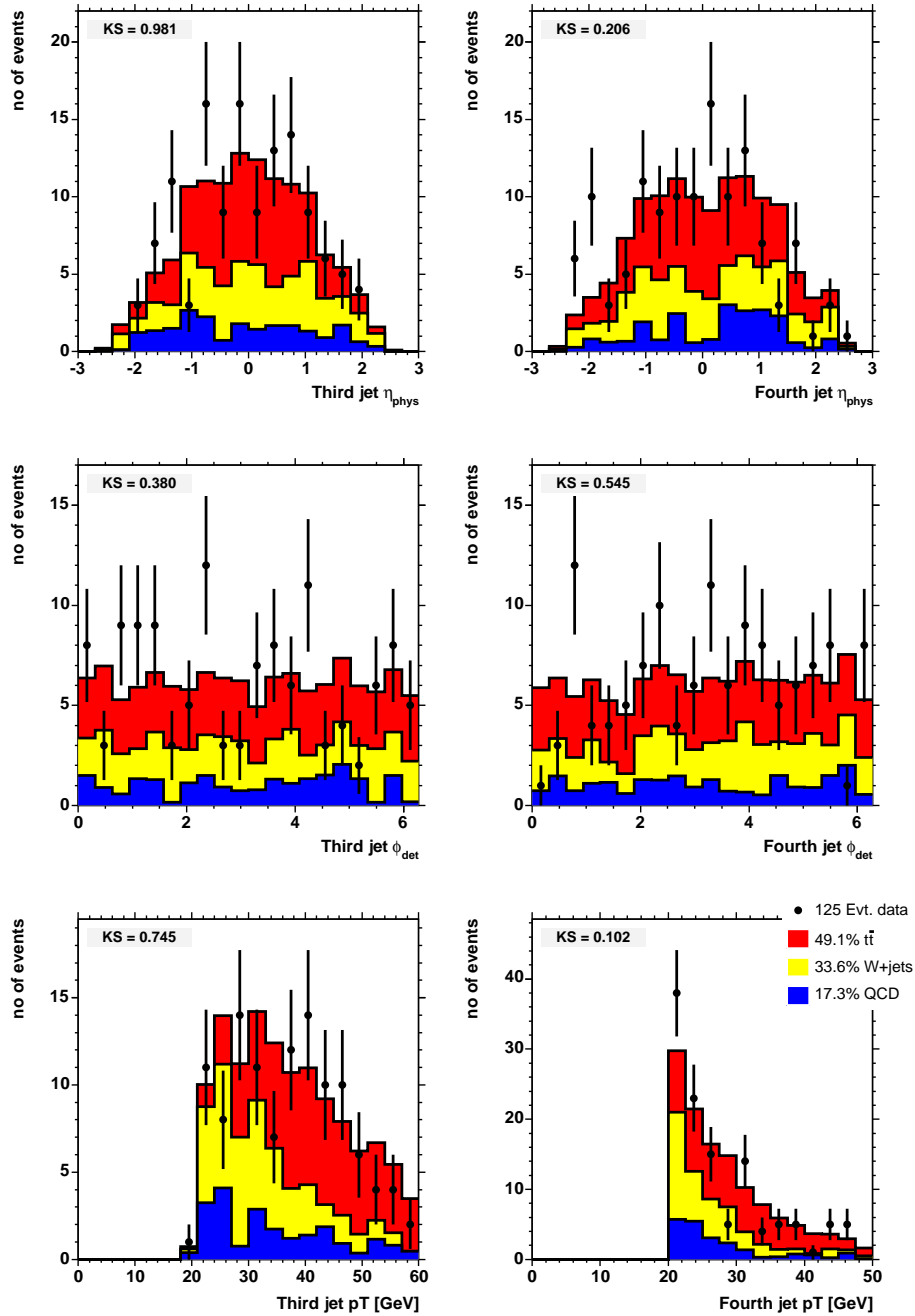 no of events
KS = 0.981
20
15
10
5
0
-3 -2 -1 0 1 2 3
Third jet ηphys
no of events
KS = 0.206
20
15
10
5
0
-3 -2 -1 0 1 2 3
Fourth jet ηphys
no of events
KS = 0.380
15
10
5
0
0 2 4 6
Third jet ϕdet
no of events
KS = 0.545
15
10
5
0
0 2 4 6
Fourth jet ϕdet
no of events
KS = 0.745
15
10
5
0
0 10 20 30 40 50 60
Third jet pT [GeV]
no of events
KS = 0.102
125 Evt. data
49.1% tt̄
33.6% W+jets
17.3% QCD
40
30
20
10
0
0 10 20 30 40 50
Fourth jet pT [GeV]